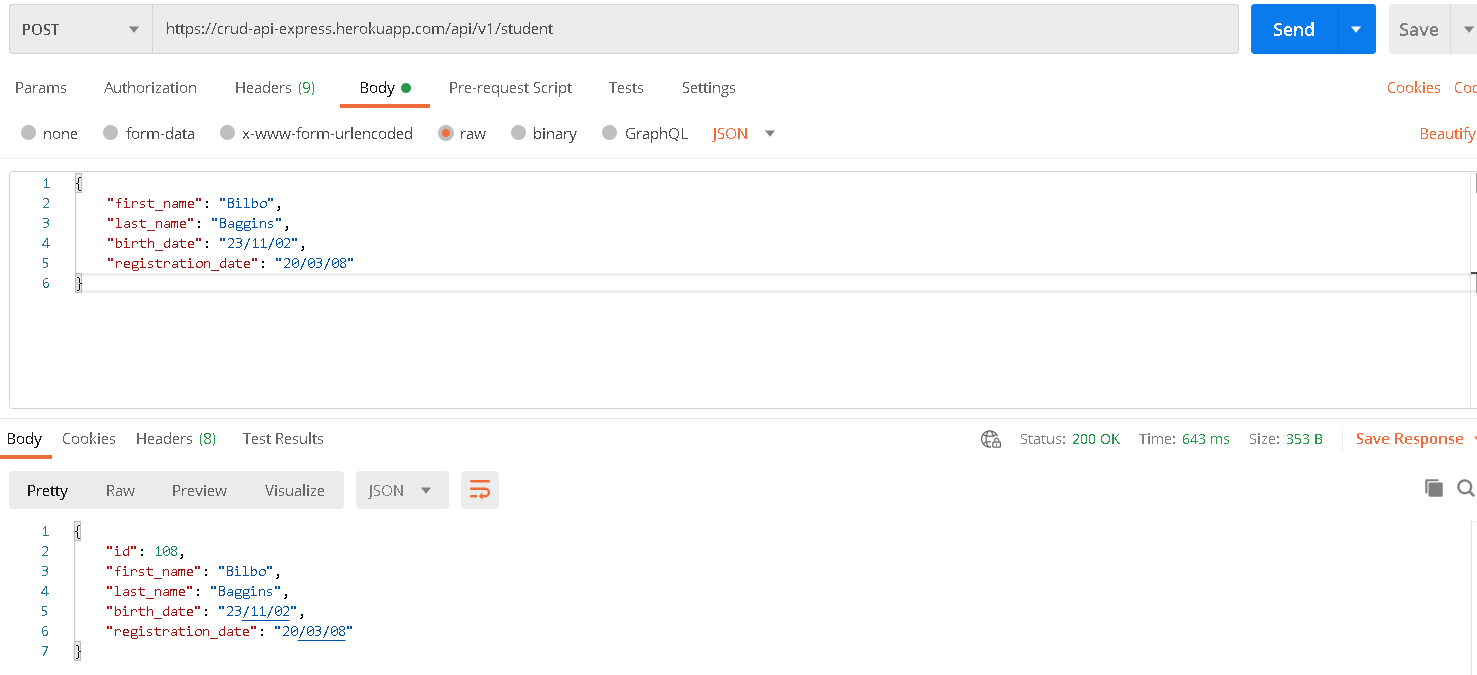 POST https://crud-api-express.herokuapp.com/api/v1/student Send Save
Params Authorization Headers (9) Body Pre-request Script Tests Settings Cookies
none form-data x-www-form-urlencoded raw binary GraphQL JSON Beautify
1 {
2 "first_name": "Bilbo",
3 "last_name": "Baggins",
4 "birth_date": "23/11/02",
5 "registration_date": "20/03/08"
6 }
Body Cookies Headers (8) Test Results Status: 200 OK Time: 643 ms Size: 353 B Save Response
Pretty Raw Preview Visualize JSON
1 {
2 "id": 108,
3 "first_name": "Bilbo",
4 "last_name": "Baggins",
5 "birth_date": "23/11/02",
6 "registration_date": "20/03/08"
7 }